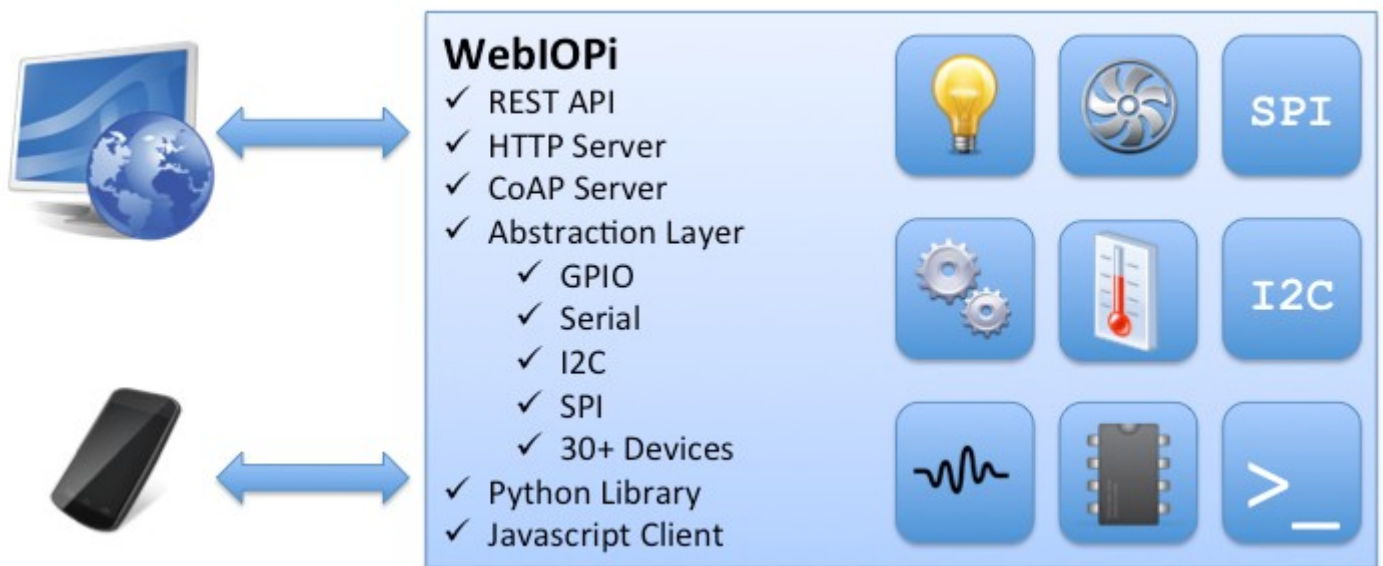 WebIOPi
✓ REST API
✓ HTTP Server
✓ CoAP Server
✓ Abstraction Layer
✓ GPIO
✓ Serial
✓ I2C
✓ SPI
✓ 30+ Devices
✓ Python Library
✓ Javascript Client
SPI
I2C
>_